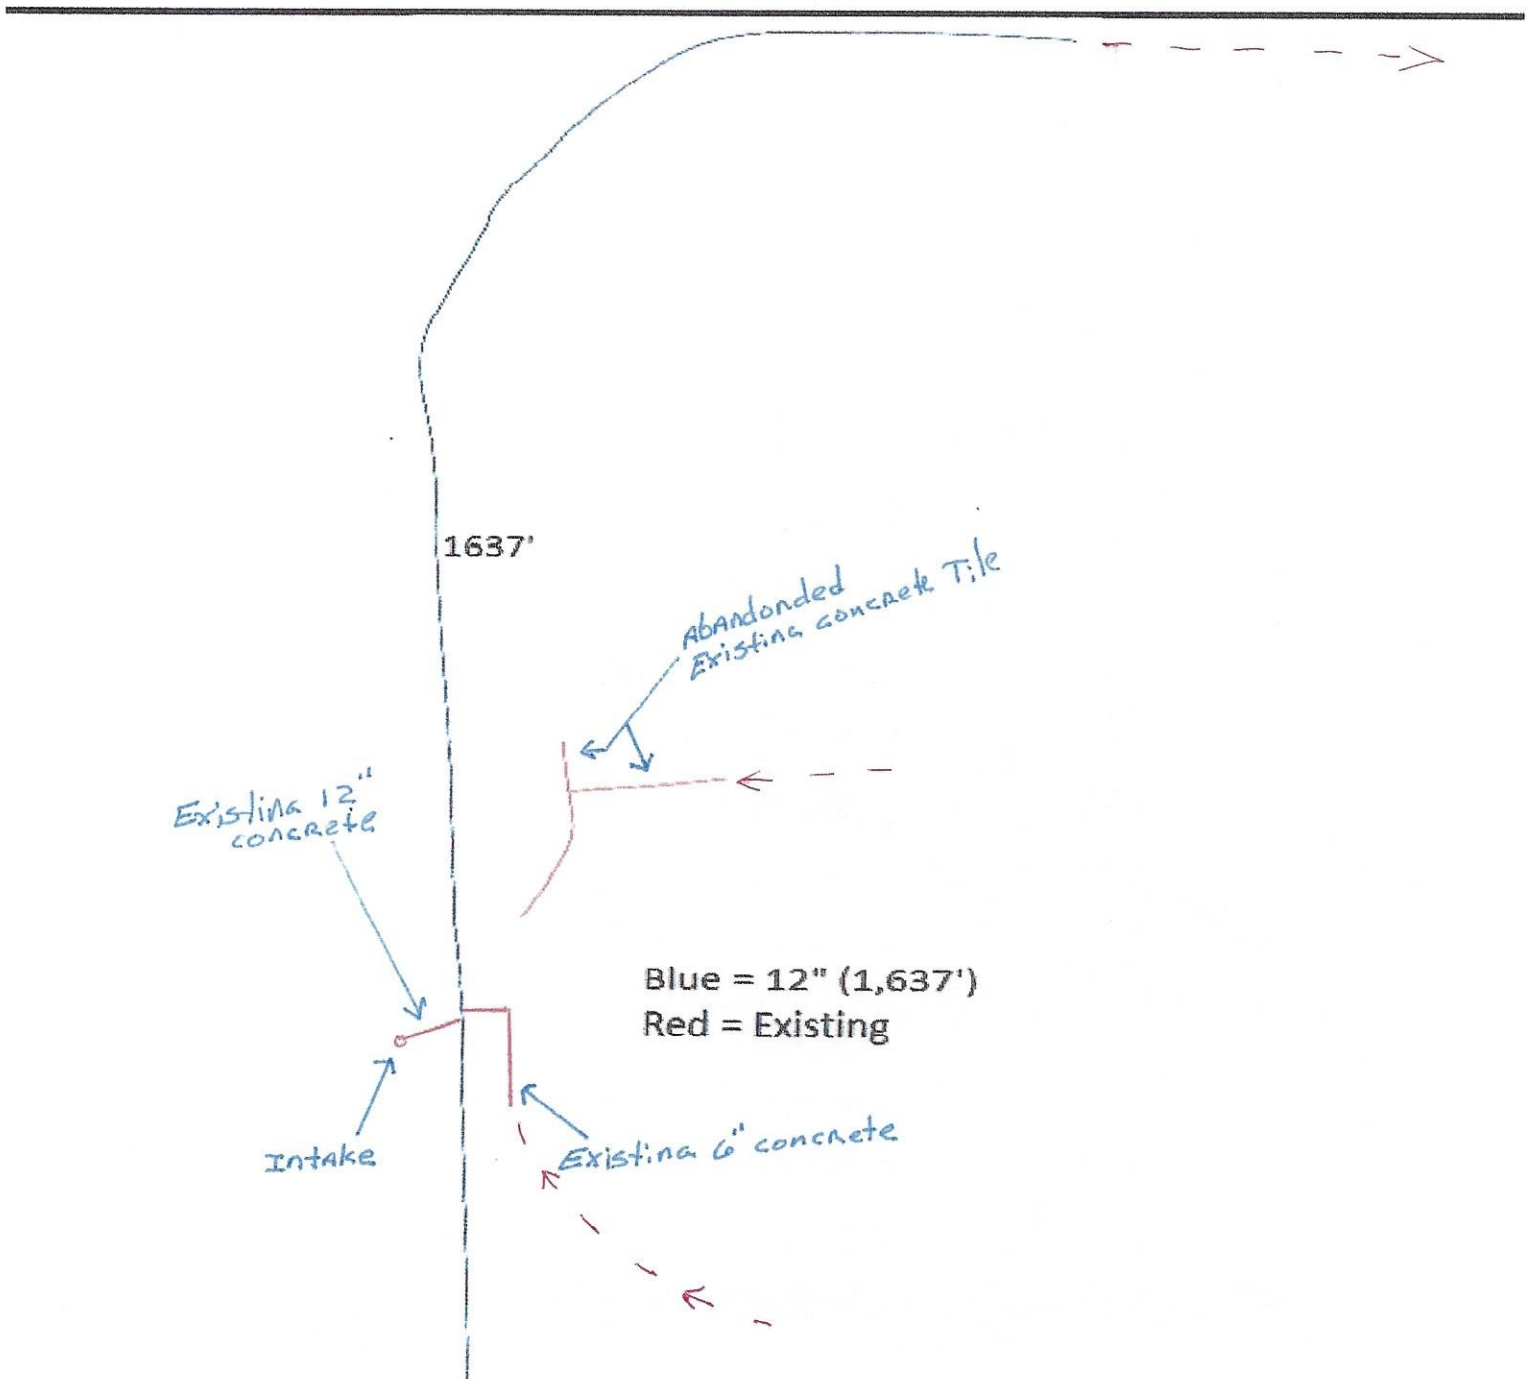 1637'
Abandonded
Existing concrete Tile
Existing 12"
concrete
Blue = 12" (1,637')
Red = Existing
Intake
Existing 6" concrete